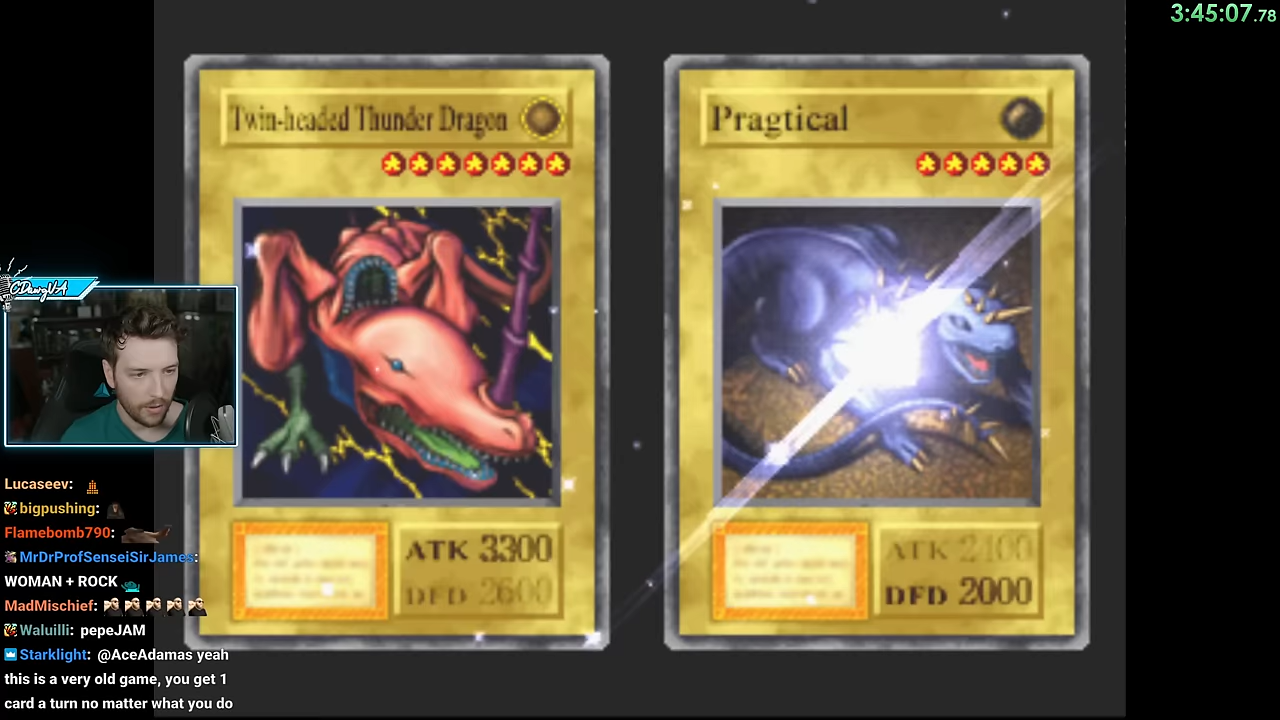 3:45:07.78
Twin-headed Thunder Dragon
Pragtical
CDawgVA
Lucaseev:
bigpushing:
Flamebomb790:
MrDrProfSenseiSirJames:
WOMAN + ROCK
MadMischief:
Waluilli: pepeJAM
Starklight: @AceAdamas yeah
this is a very old game, you get 1
card a turn no matter what you do
ATK 3300
DFD 2600
ATK 2400
DFD 2000